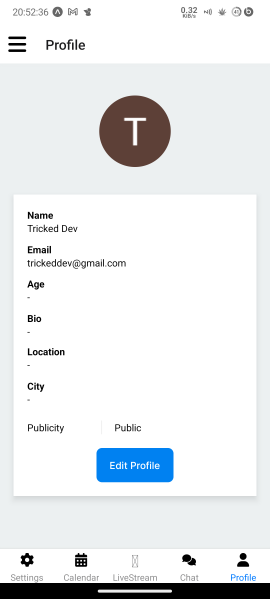 20:52:36 0.32 KiB/s
Profile
T
Name
Tricked Dev
Email
trickeddev@gmail.com
Age
-
Bio
-
Location
-
City
-
Publicity Public
Edit Profile
Settings Calendar LiveStream Chat Profile